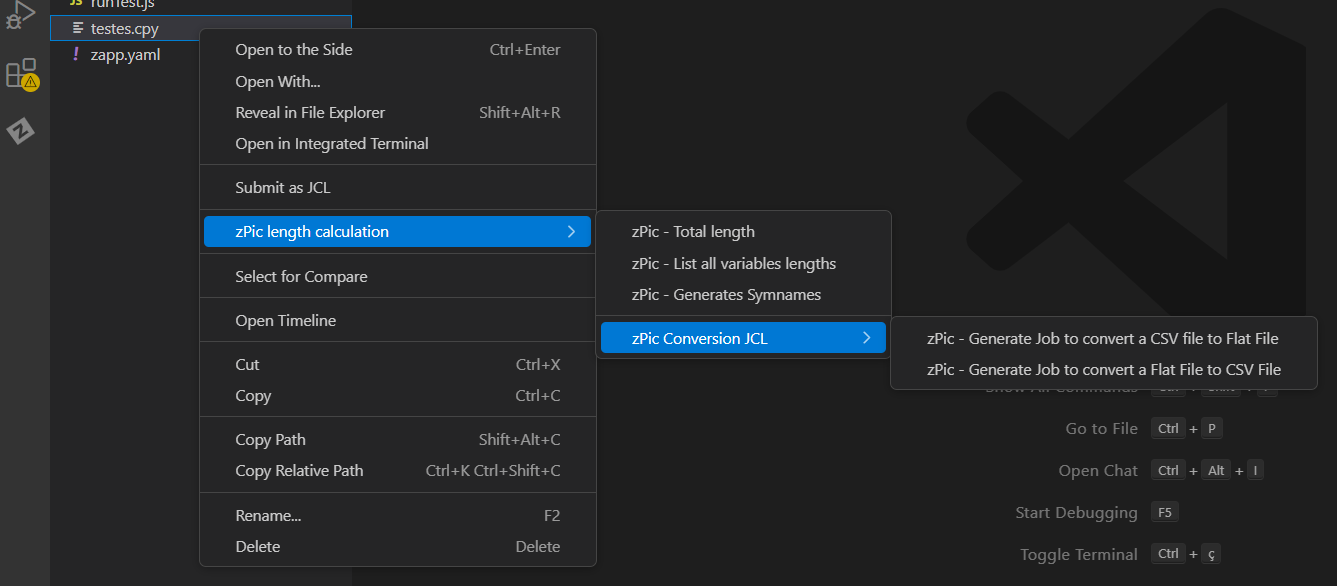 JS runTest.js
testes.cpy
! zapp.yaml
Open to the Side Ctrl+Enter
Open With...
Reveal in File Explorer Shift+Alt+R
Open in Integrated Terminal
Submit as JCL
zPic length calculation
Select for Compare
Open Timeline
Cut Ctrl+X
Copy Ctrl+C
Copy Path Shift+Alt+C
Copy Relative Path Ctrl+K Ctrl+Shift+C
Rename... F2
Delete Delete
zPic - Total length
zPic - List all variables lengths
zPic - Generates Symnames
zPic Conversion JCL
zPic - Generate Job to convert a CSV file to Flat File
zPic - Generate Job to convert a Flat File to CSV File
Show All Commands
Go to File Ctrl + P
Open Chat Ctrl + Alt + I
Start Debugging F5
Toggle Terminal Ctrl + ç